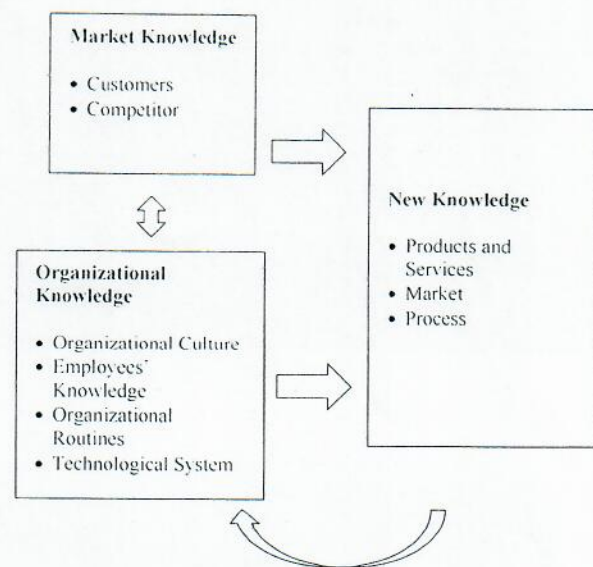 Market Knowledge
• Customers
• Competitor
Organizational
Knowledge
• Organizational Culture
• Employees'
Knowledge
• Organizational
Routines
• Technological System
New Knowledge
• Products and
Services
• Market
• Process